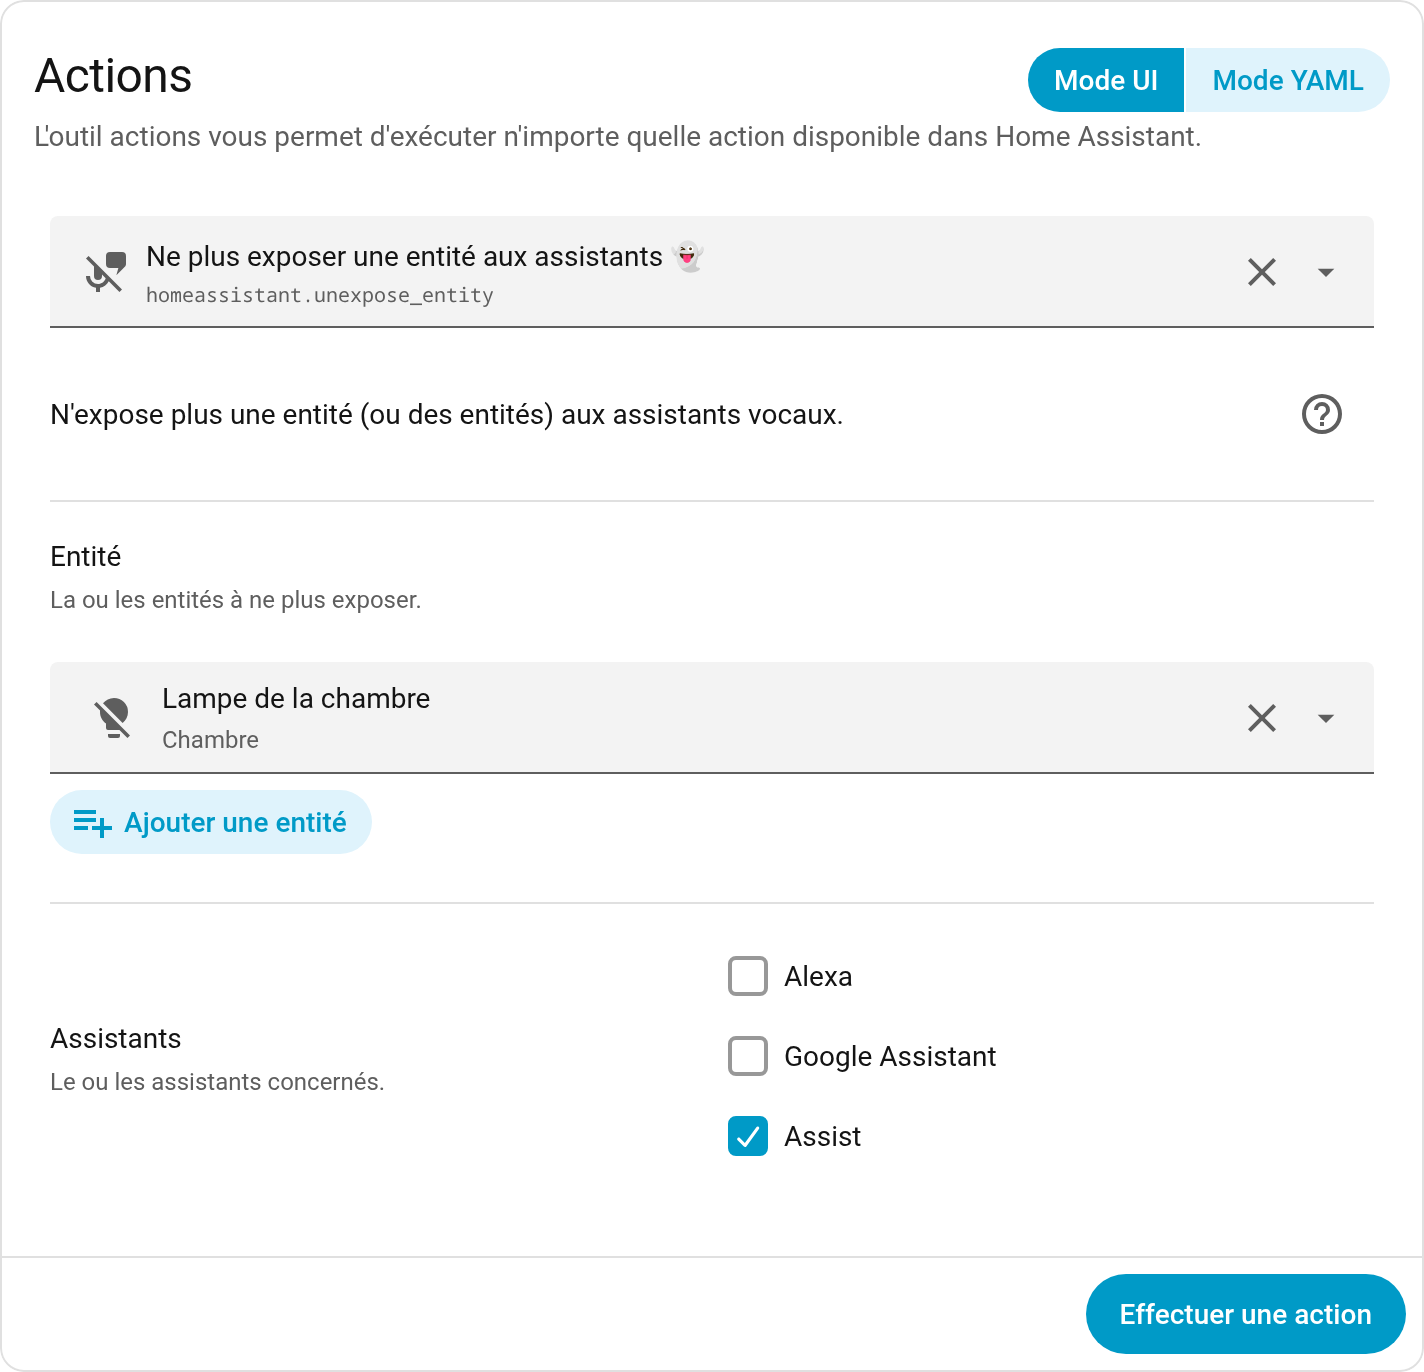 Actions
Mode UI
Mode YAML
L'outil actions vous permet d'exécuter n'importe quelle action disponible dans Home Assistant.
Ne plus exposer une entité aux assistants 👻
homeassistant.unexpose_entity
N'expose plus une entité (ou des entités) aux assistants vocaux.
Entité
La ou les entités à ne plus exposer.
Lampe de la chambre
Chambre
Ajouter une entité
Assistants
Le ou les assistants concernés.
Alexa
Google Assistant
Assist
Effectuer une action